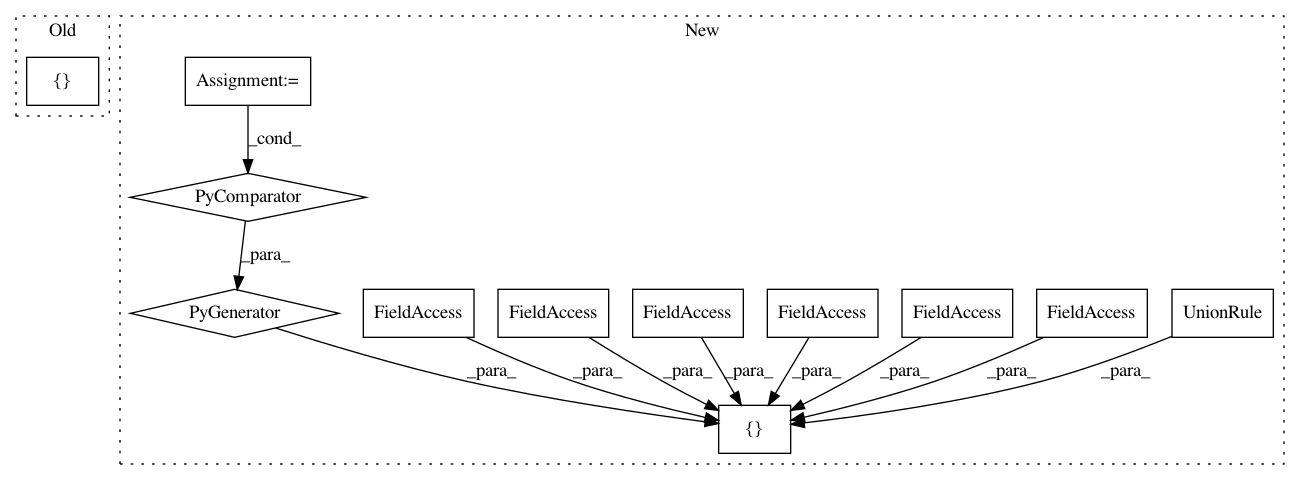 Old
New
{}
Assignment:=
_cond_
PyComparator
_para_
PyGenerator
FieldAccess
FieldAccess
FieldAccess
FieldAccess
FieldAccess
FieldAccess
UnionRule
_para_
_para_
_para_
_para_
_para_
_para_
_para_
_para_
{}